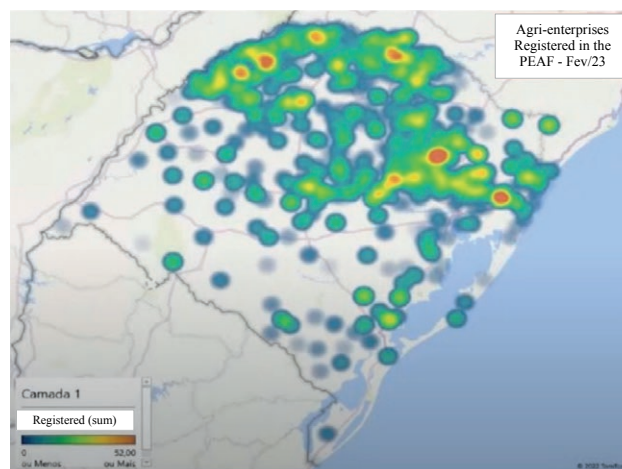 Agri-enterprises
Registered in the
PEAF - Fev/23
Camada 1
Registered (sum)
0
52,00
ou Menos
ou Mais